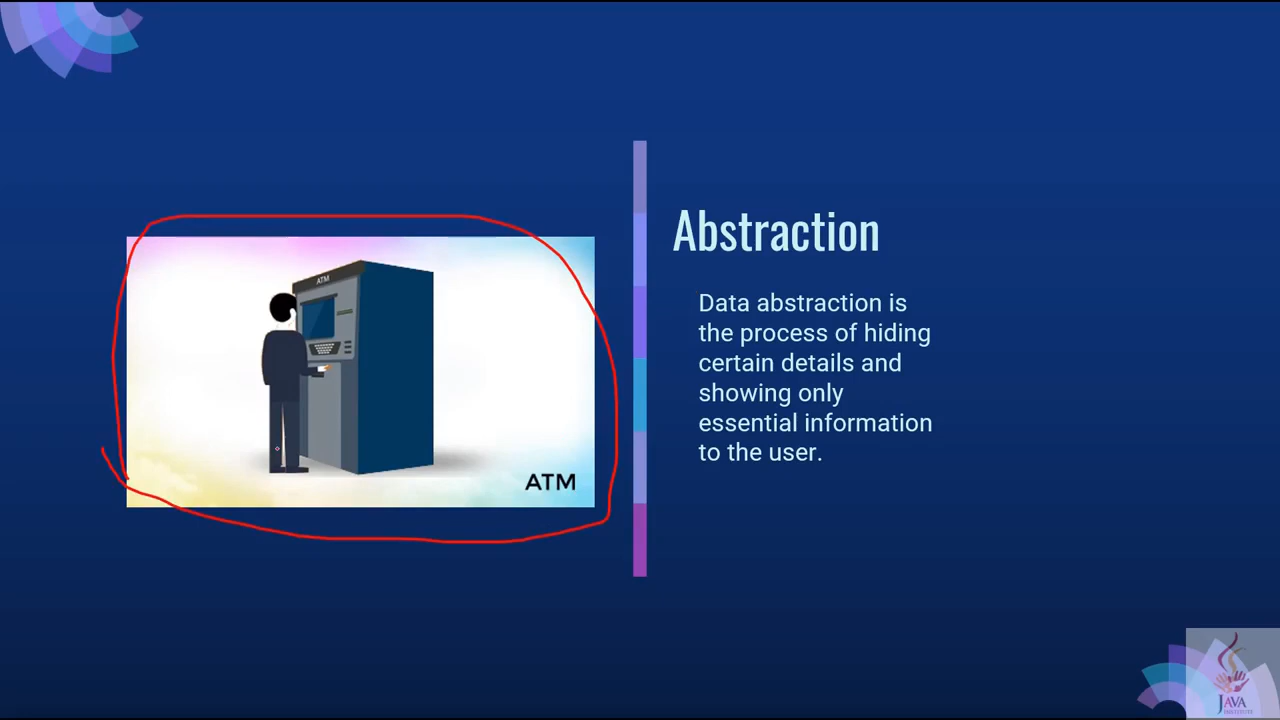 Abstraction
Data abstraction is
the process of hiding
certain details and
showing only
essential information
to the user.
ATM
ATM
JAVA
INSTITUTE